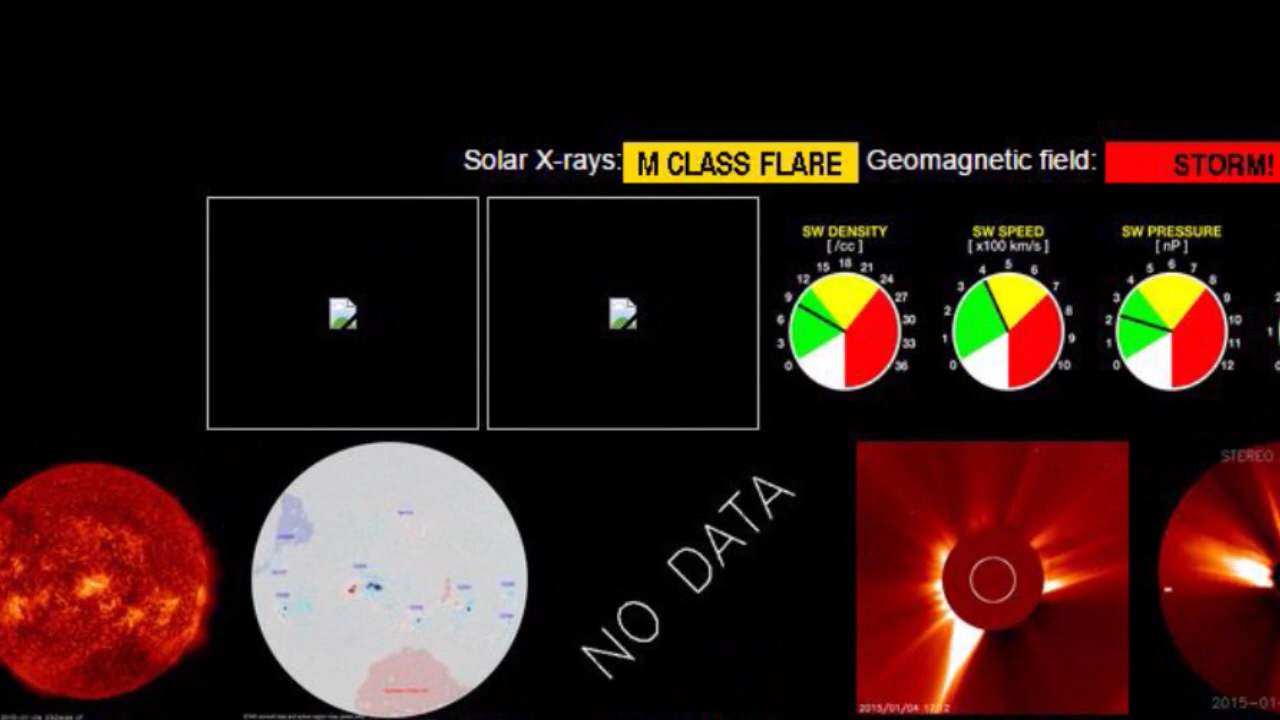 Solar X-rays: M CLASS FLARE Geomagnetic field: STORM!
SW DENSITY
[ /cc ]
0 3 6 9 12 15 18 21 24 27 30 33 36
SW SPEED
[ x100 km/s ]
0 1 2 3 4 5 6 7 8 9 10
SW PRESSURE
[ nP ]
0 1 2 3 4 5 6 7 8 9 10 11 12
NO DATA
STEREO
2015/01/04
2015-01